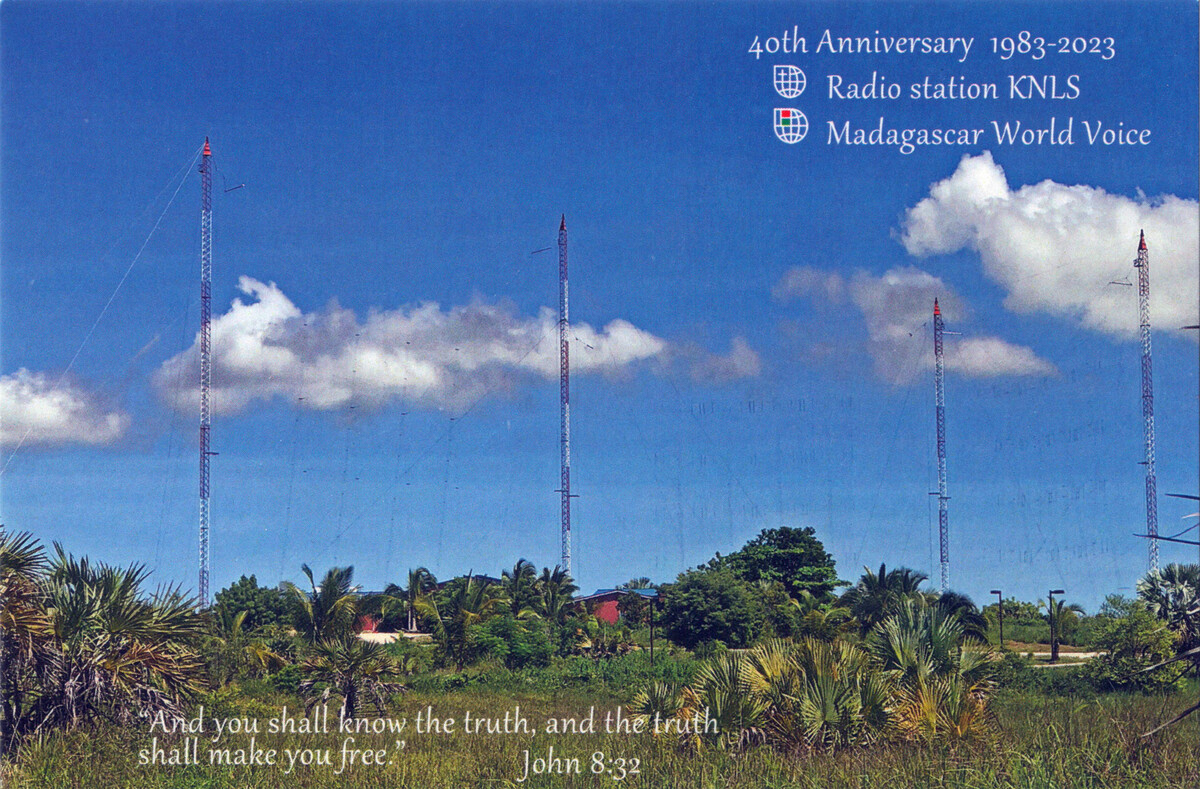 40th Anniversary 1983-2023
Radio station KNLS
Madagascar World Voice
“And you shall know the truth, and the truth
shall make you free.”
John 8:32